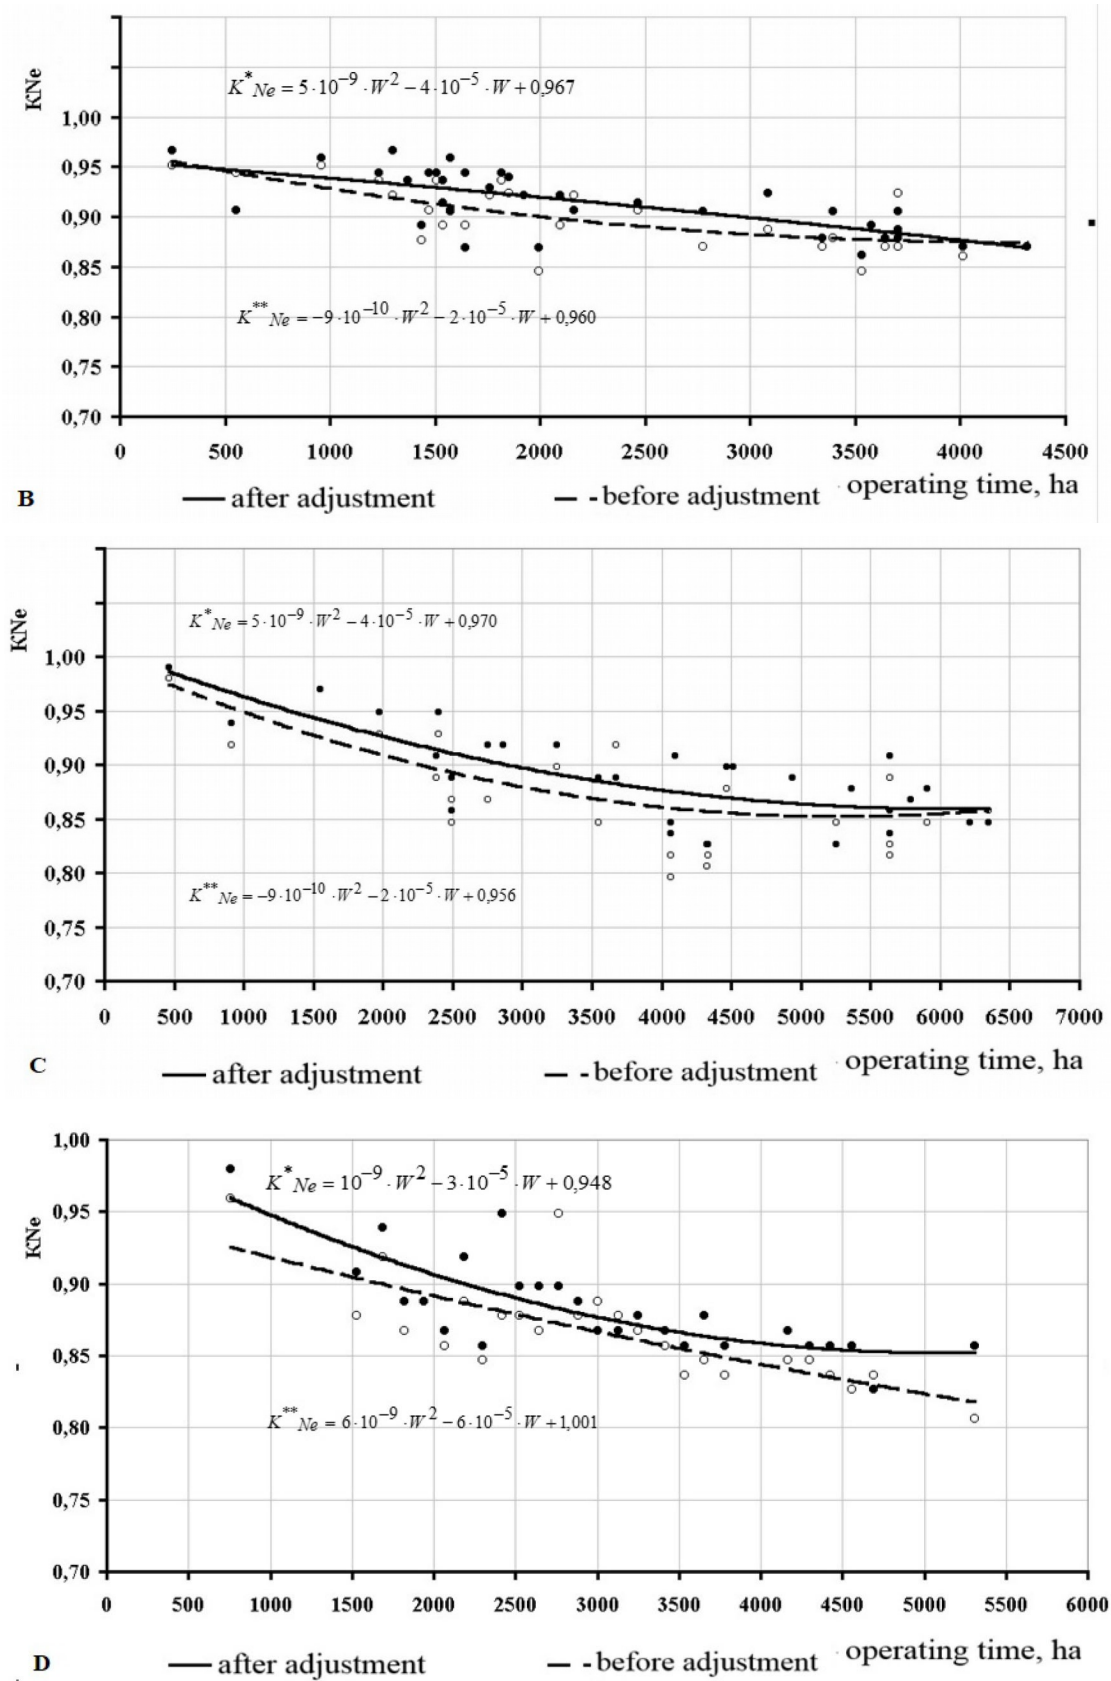 KNe
K*Ne = 5·10⁻⁹·W² − 4·10⁻⁵·W + 0,967
1,00
0,95
0,90
0,85
K**Ne = −9·10⁻¹⁰·W² − 2·10⁻⁵·W + 0,960
0,80
0,75
0,70
0 500 1000 1500 2000 2500 3000 3500 4000 4500
B after adjustment before adjustment operating time, ha
KNe
K*Ne = 5·10⁻⁹·W² − 4·10⁻⁵·W + 0,970
1,00
0,95
0,90
0,85
0,80
K**Ne = −9·10⁻¹⁰·W² − 2·10⁻⁵·W + 0,956
0,75
0,70
0 500 1000 1500 2000 2500 3000 3500 4000 4500 5000 5500 6000 6500 7000
C after adjustment before adjustment operating time, ha
1,00
K*Ne = 10⁻⁹·W² − 3·10⁻⁵·W + 0,948
0,95
KNe
0,90
0,85
K**Ne = 6·10⁻⁹·W² − 6·10⁻⁵·W + 1,001
0,80
0,75
0,70
0 500 1000 1500 2000 2500 3000 3500 4000 4500 5000 5500 6000
D after adjustment before adjustment operating time, ha